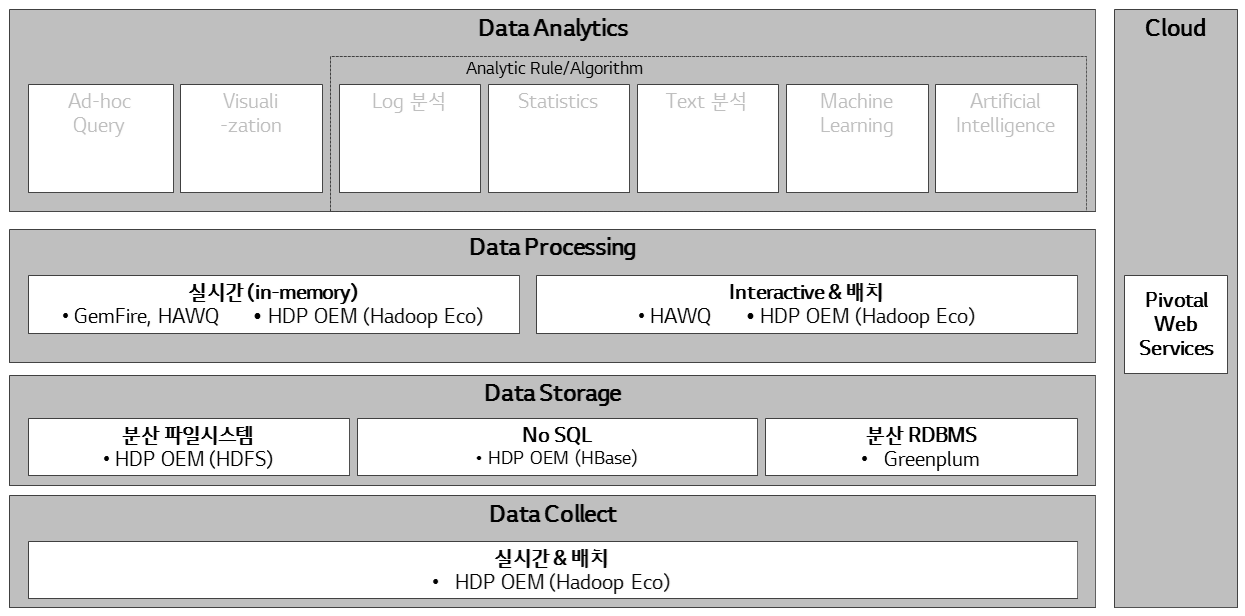 Data Analytics
Analytic Rule/Algorithm
Ad-hoc
Query
Visuali
-zation
Log 분석
Statistics
Text 분석
Machine
Learning
Artificial
Intelligence
Data Processing
실시간 (in-memory)
• GemFire, HAWQ • HDP OEM (Hadoop Eco)
Interactive & 배치
• HAWQ • HDP OEM (Hadoop Eco)
Data Storage
분산 파일시스템
• HDP OEM (HDFS)
No SQL
• HDP OEM (HBase)
분산 RDBMS
• Greenplum
Data Collect
실시간 & 배치
• HDP OEM (Hadoop Eco)
Cloud
Pivotal
Web
Services